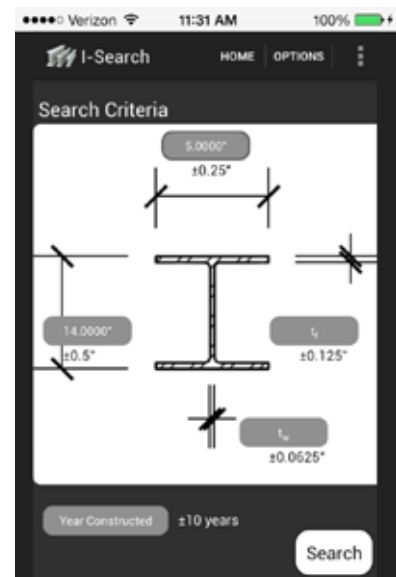 Verizon 11:31 AM 100%
I-Search HOME OPTIONS
Search Criteria
5.0000"
±0.25"
14.0000"
±0.5"
tf
±0.125"
tw
±0.0625"
Year Constructed ±10 years
Search